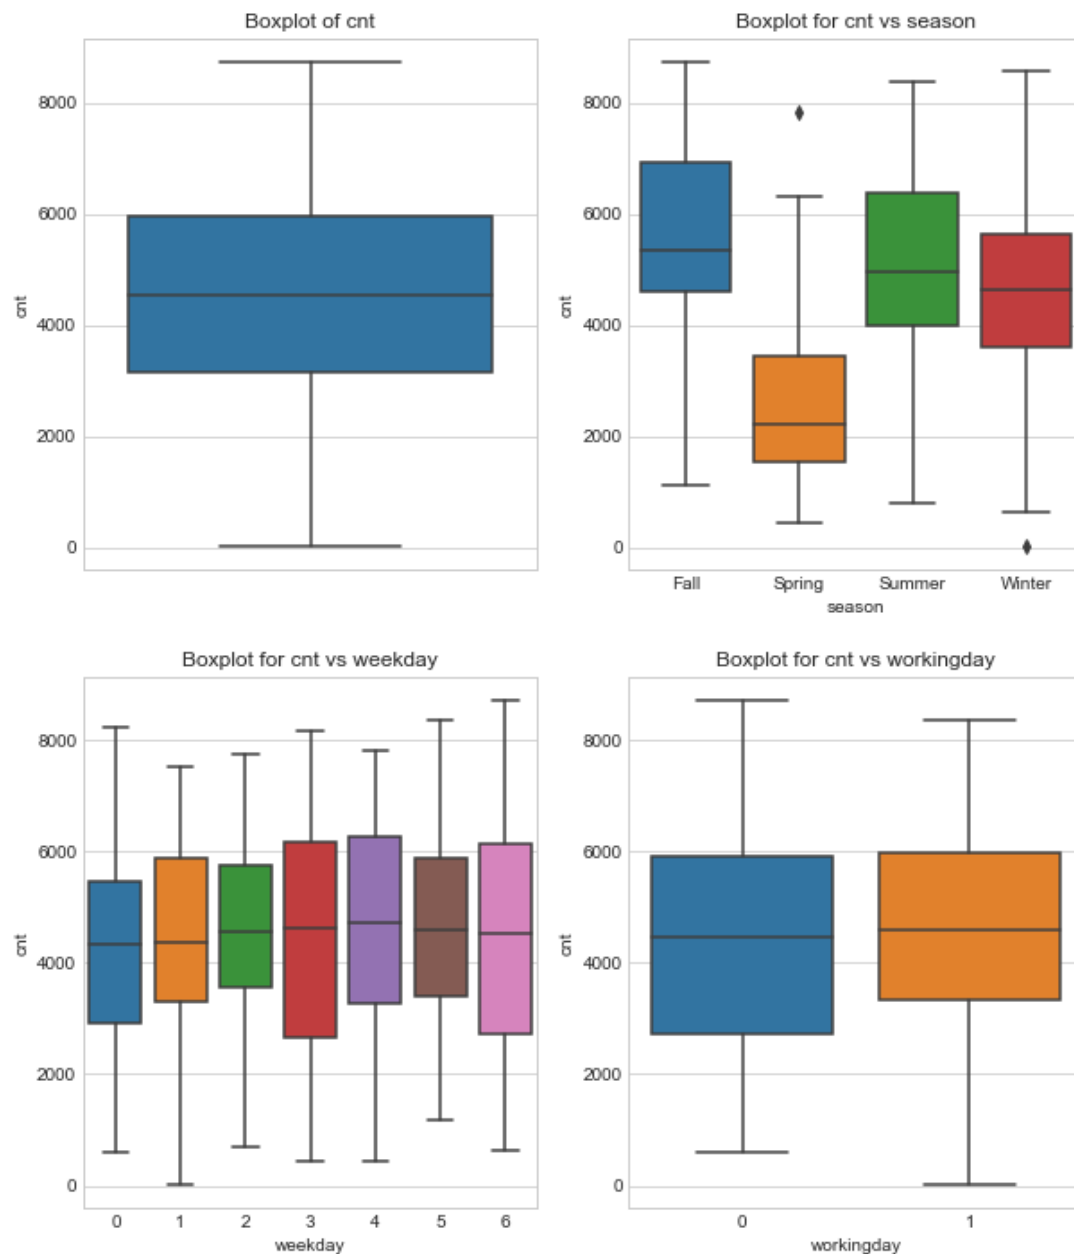 Boxplot of cnt
8000
6000
4000
2000
0
cnt
Boxplot for cnt vs season
8000
6000
4000
2000
0
cnt
Fall Spring Summer Winter
season
Boxplot for cnt vs weekday
8000
6000
4000
2000
0
cnt
0 1 2 3 4 5 6
weekday
Boxplot for cnt vs workingday
8000
6000
4000
2000
0
cnt
0 1
workingday